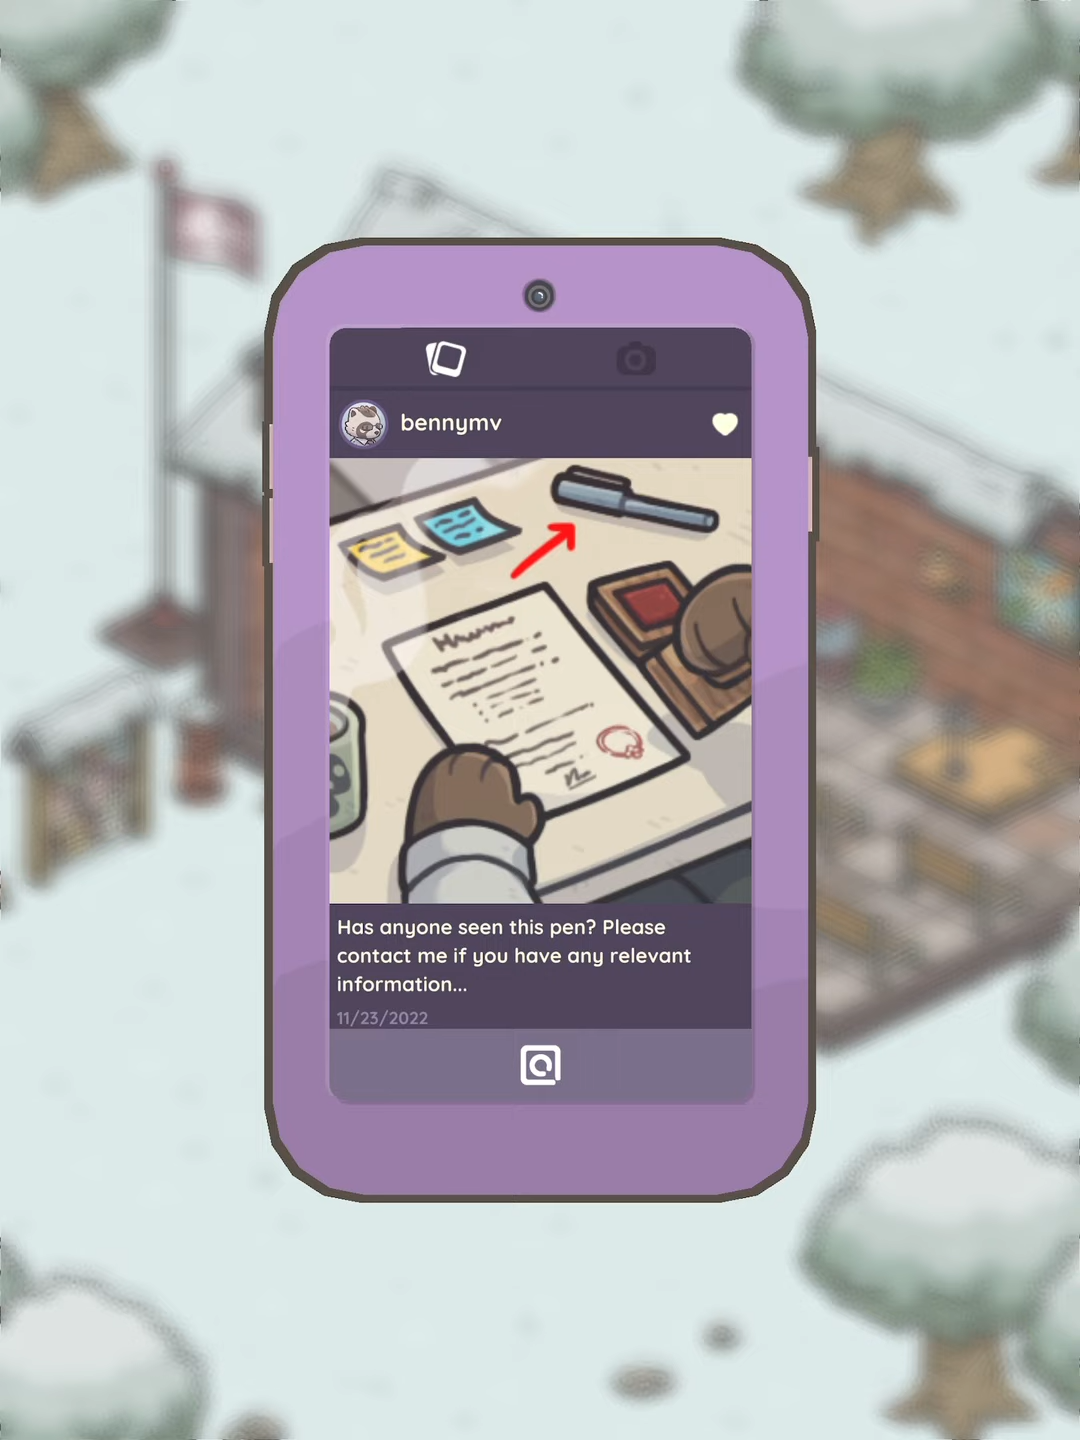 bennymv
Has anyone seen this pen? Please
contact me if you have any relevant
information...
11/23/2022